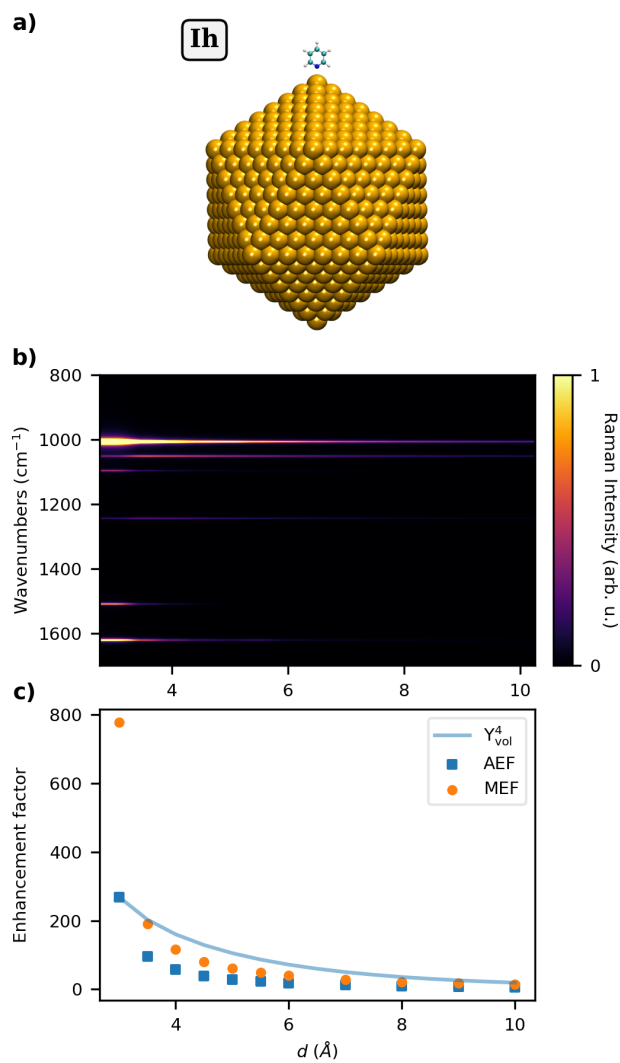 a)
Ih
b)
800
1000
1200
1400
1600
Wavenumbers (cm⁻¹)
4
6
8
10
1
0
Raman Intensity (arb. u.)
c)
800
600
400
200
0
Enhancement factor
Y⁴vol
AEF
MEF
4
6
8
10
d (Å)